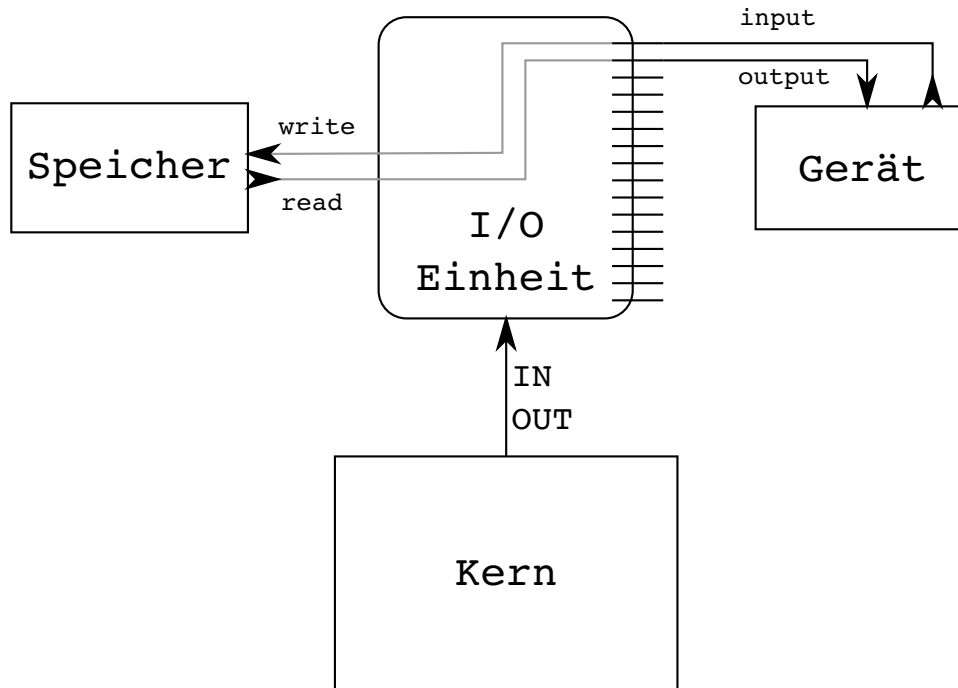 input
output
write
Speicher
Gerät
read
I/O
Einheit
IN
OUT
Kern